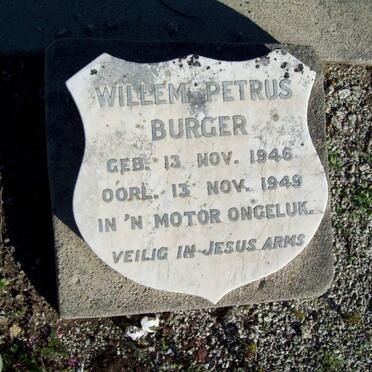 WILLEM PETRUS
BURGER
GEB. 13 NOV. 1946
OORL. 13 NOV. 1949
IN 'N MOTOR ONGELUK.
VEILIG IN JESUS ARMS